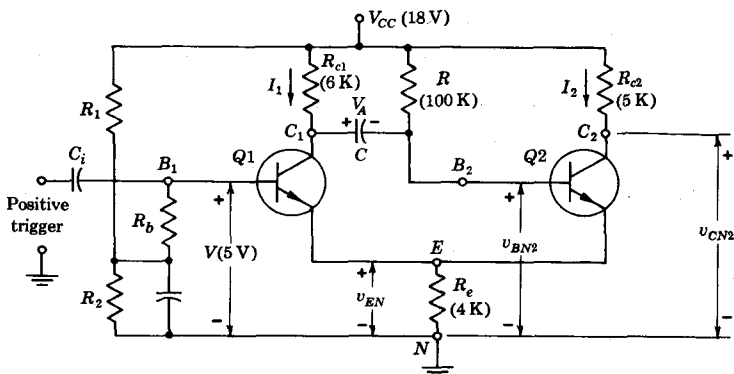 V_CC (18 V)
R_c1
(6 K)
I_1
R
(100 K)
I_2
R_c2
(5 K)
R_1
V_A
+ -
C_1
C
C_2
C_i
B_1
Q1
B_2
Q2
+
Positive
trigger
R_b
+
V(5 V)
+
v_BN2
v_CN2
E
R_2
+
v_EN
R_e
(4 K)
-
-
-
-
N